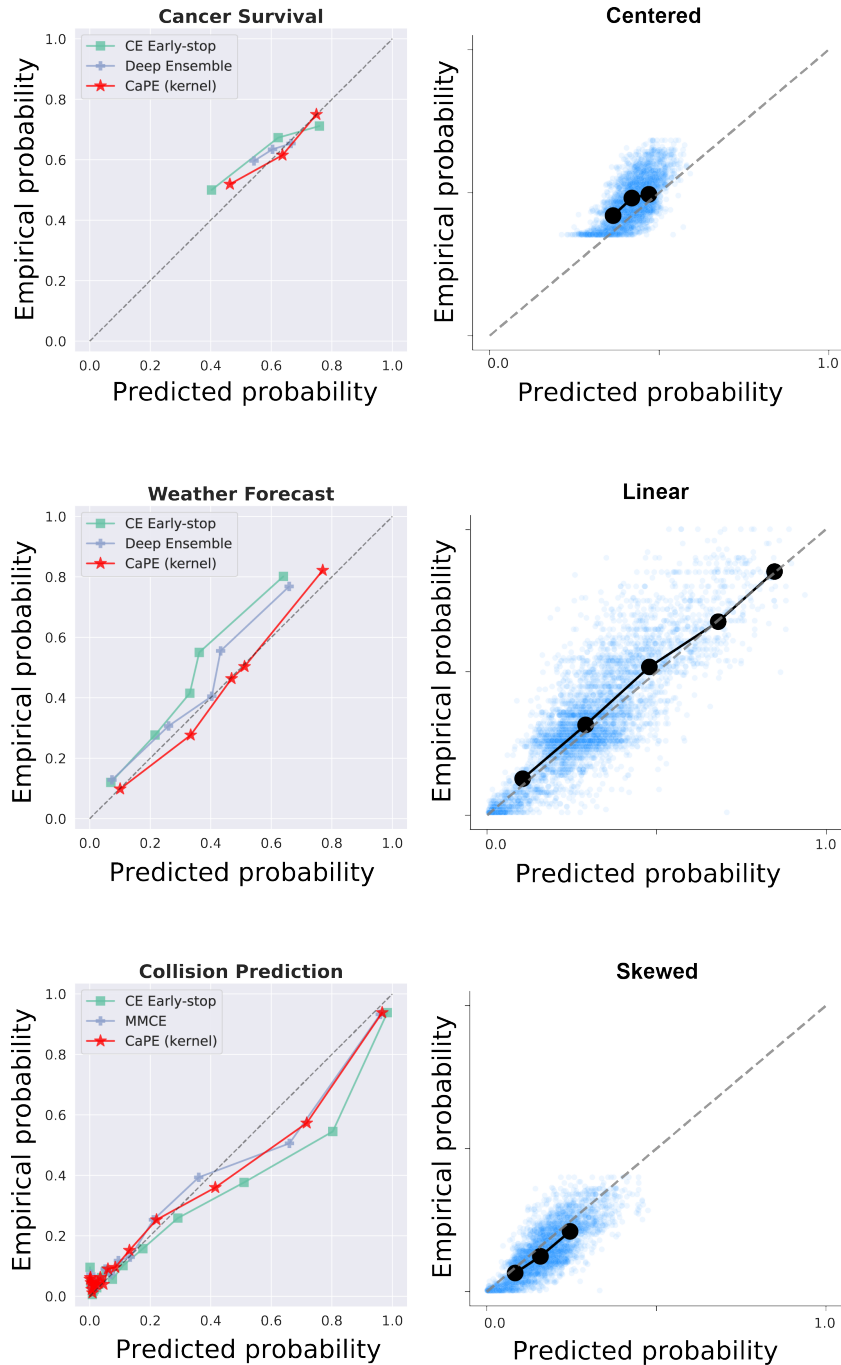 Cancer Survival
CE Early-stop
Deep Ensemble
CaPE (kernel)
1.0
0.8
0.6
0.4
0.2
0.0
Empirical probability
0.0 0.2 0.4 0.6 0.8 1.0
Predicted probability
Centered
Empirical probability
0.0 1.0
Predicted probability
Weather Forecast
CE Early-stop
Deep Ensemble
CaPE (kernel)
1.0
0.8
0.6
0.4
0.2
0.0
Empirical probability
0.0 0.2 0.4 0.6 0.8 1.0
Predicted probability
Linear
Empirical probability
0.0 1.0
Predicted probability
Collision Prediction
CE Early-stop
MMCE
CaPE (kernel)
1.0
0.8
0.6
0.4
0.2
0.0
Empirical probability
0.0 0.2 0.4 0.6 0.8 1.0
Predicted probability
Skewed
Empirical probability
0.0 1.0
Predicted probability